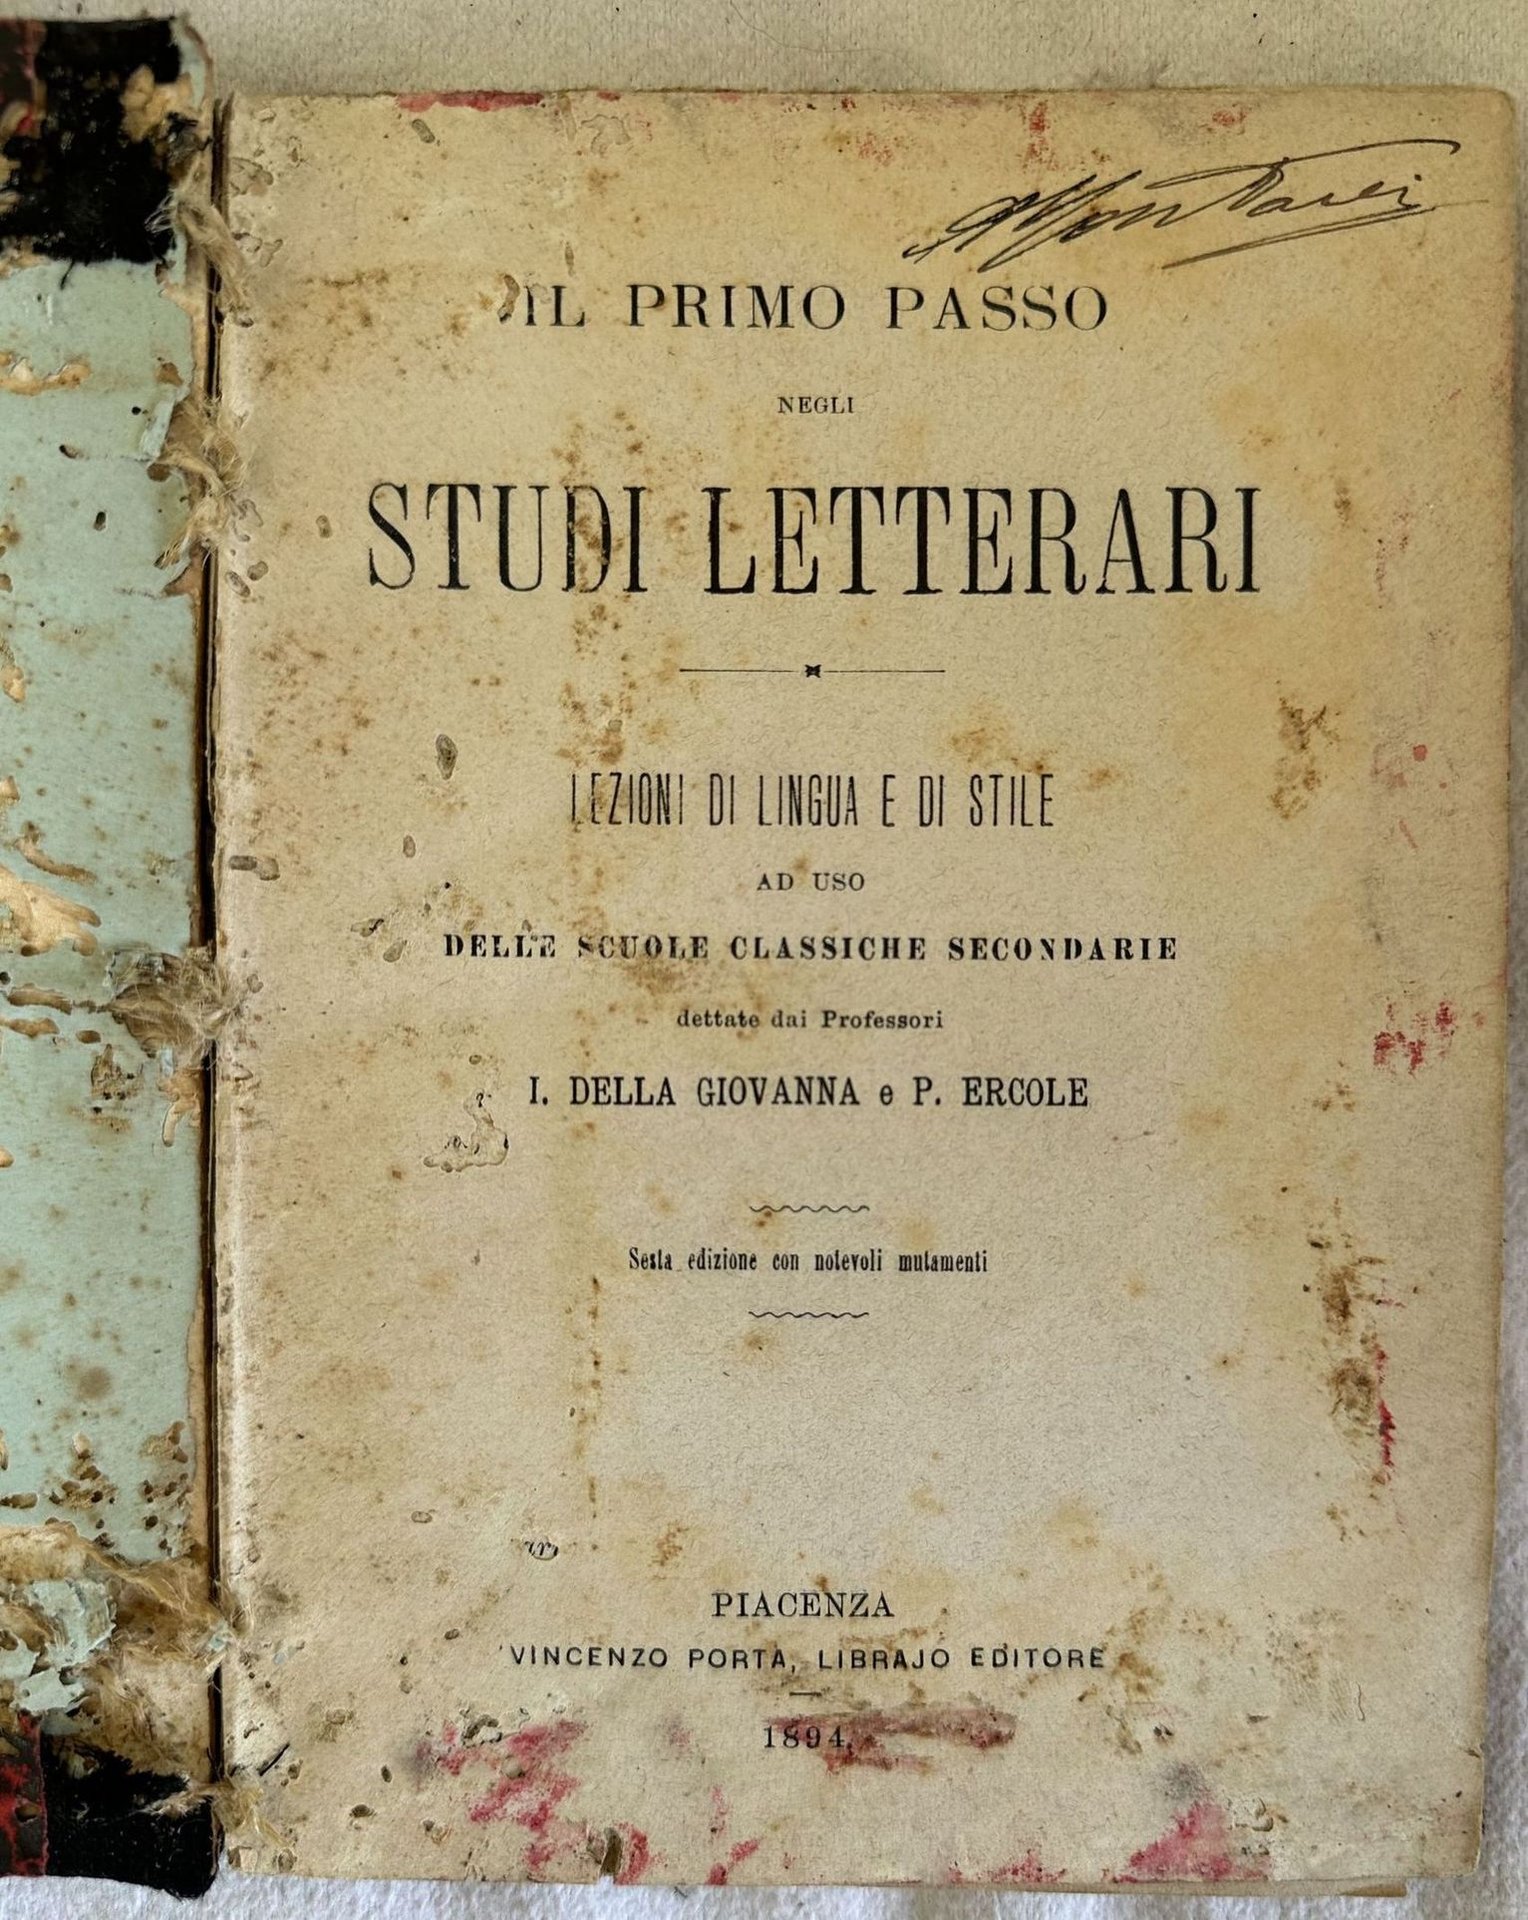 IL PRIMO PASSO
NEGLI
STUDI LETTERARI
LEZIONI DI LINGUA E DI STILE
AD USO
DELLE SCUOLE CLASSICHE SECONDARIE
dettate dai Professori
I. DELLA GIOVANNA e P. ERCOLE
Sesta edizione con notevoli mutamenti
PIACENZA
VINCENZO PORTA, LIBRAJO EDITORE
1894.